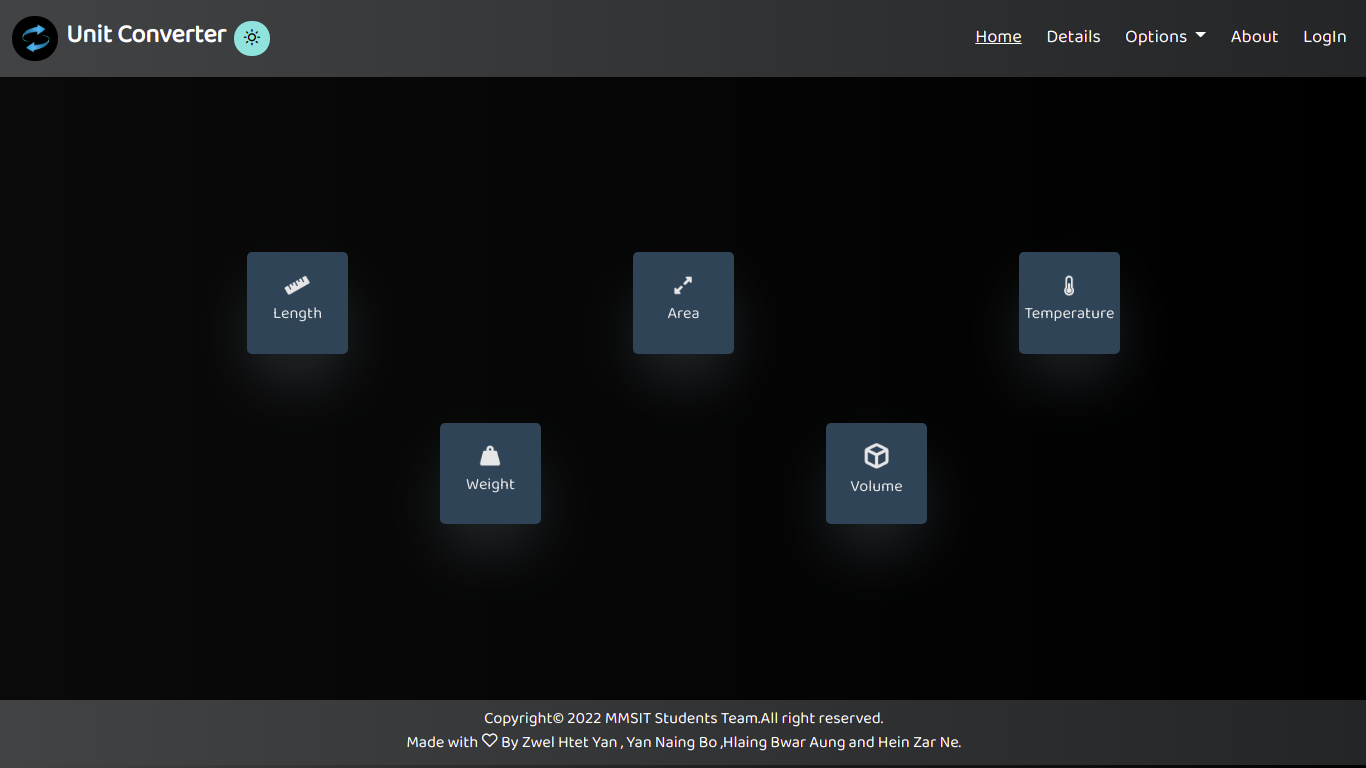 Unit Converter
Home Details Options About LogIn
Length
Area
Temperature
Weight
Volume
Copyright© 2022 MMSIT Students Team.All right reserved.
Made with ♡ By Zwel Htet Yan , Yan Naing Bo ,Hlaing Bwar Aung and Hein Zar Ne.